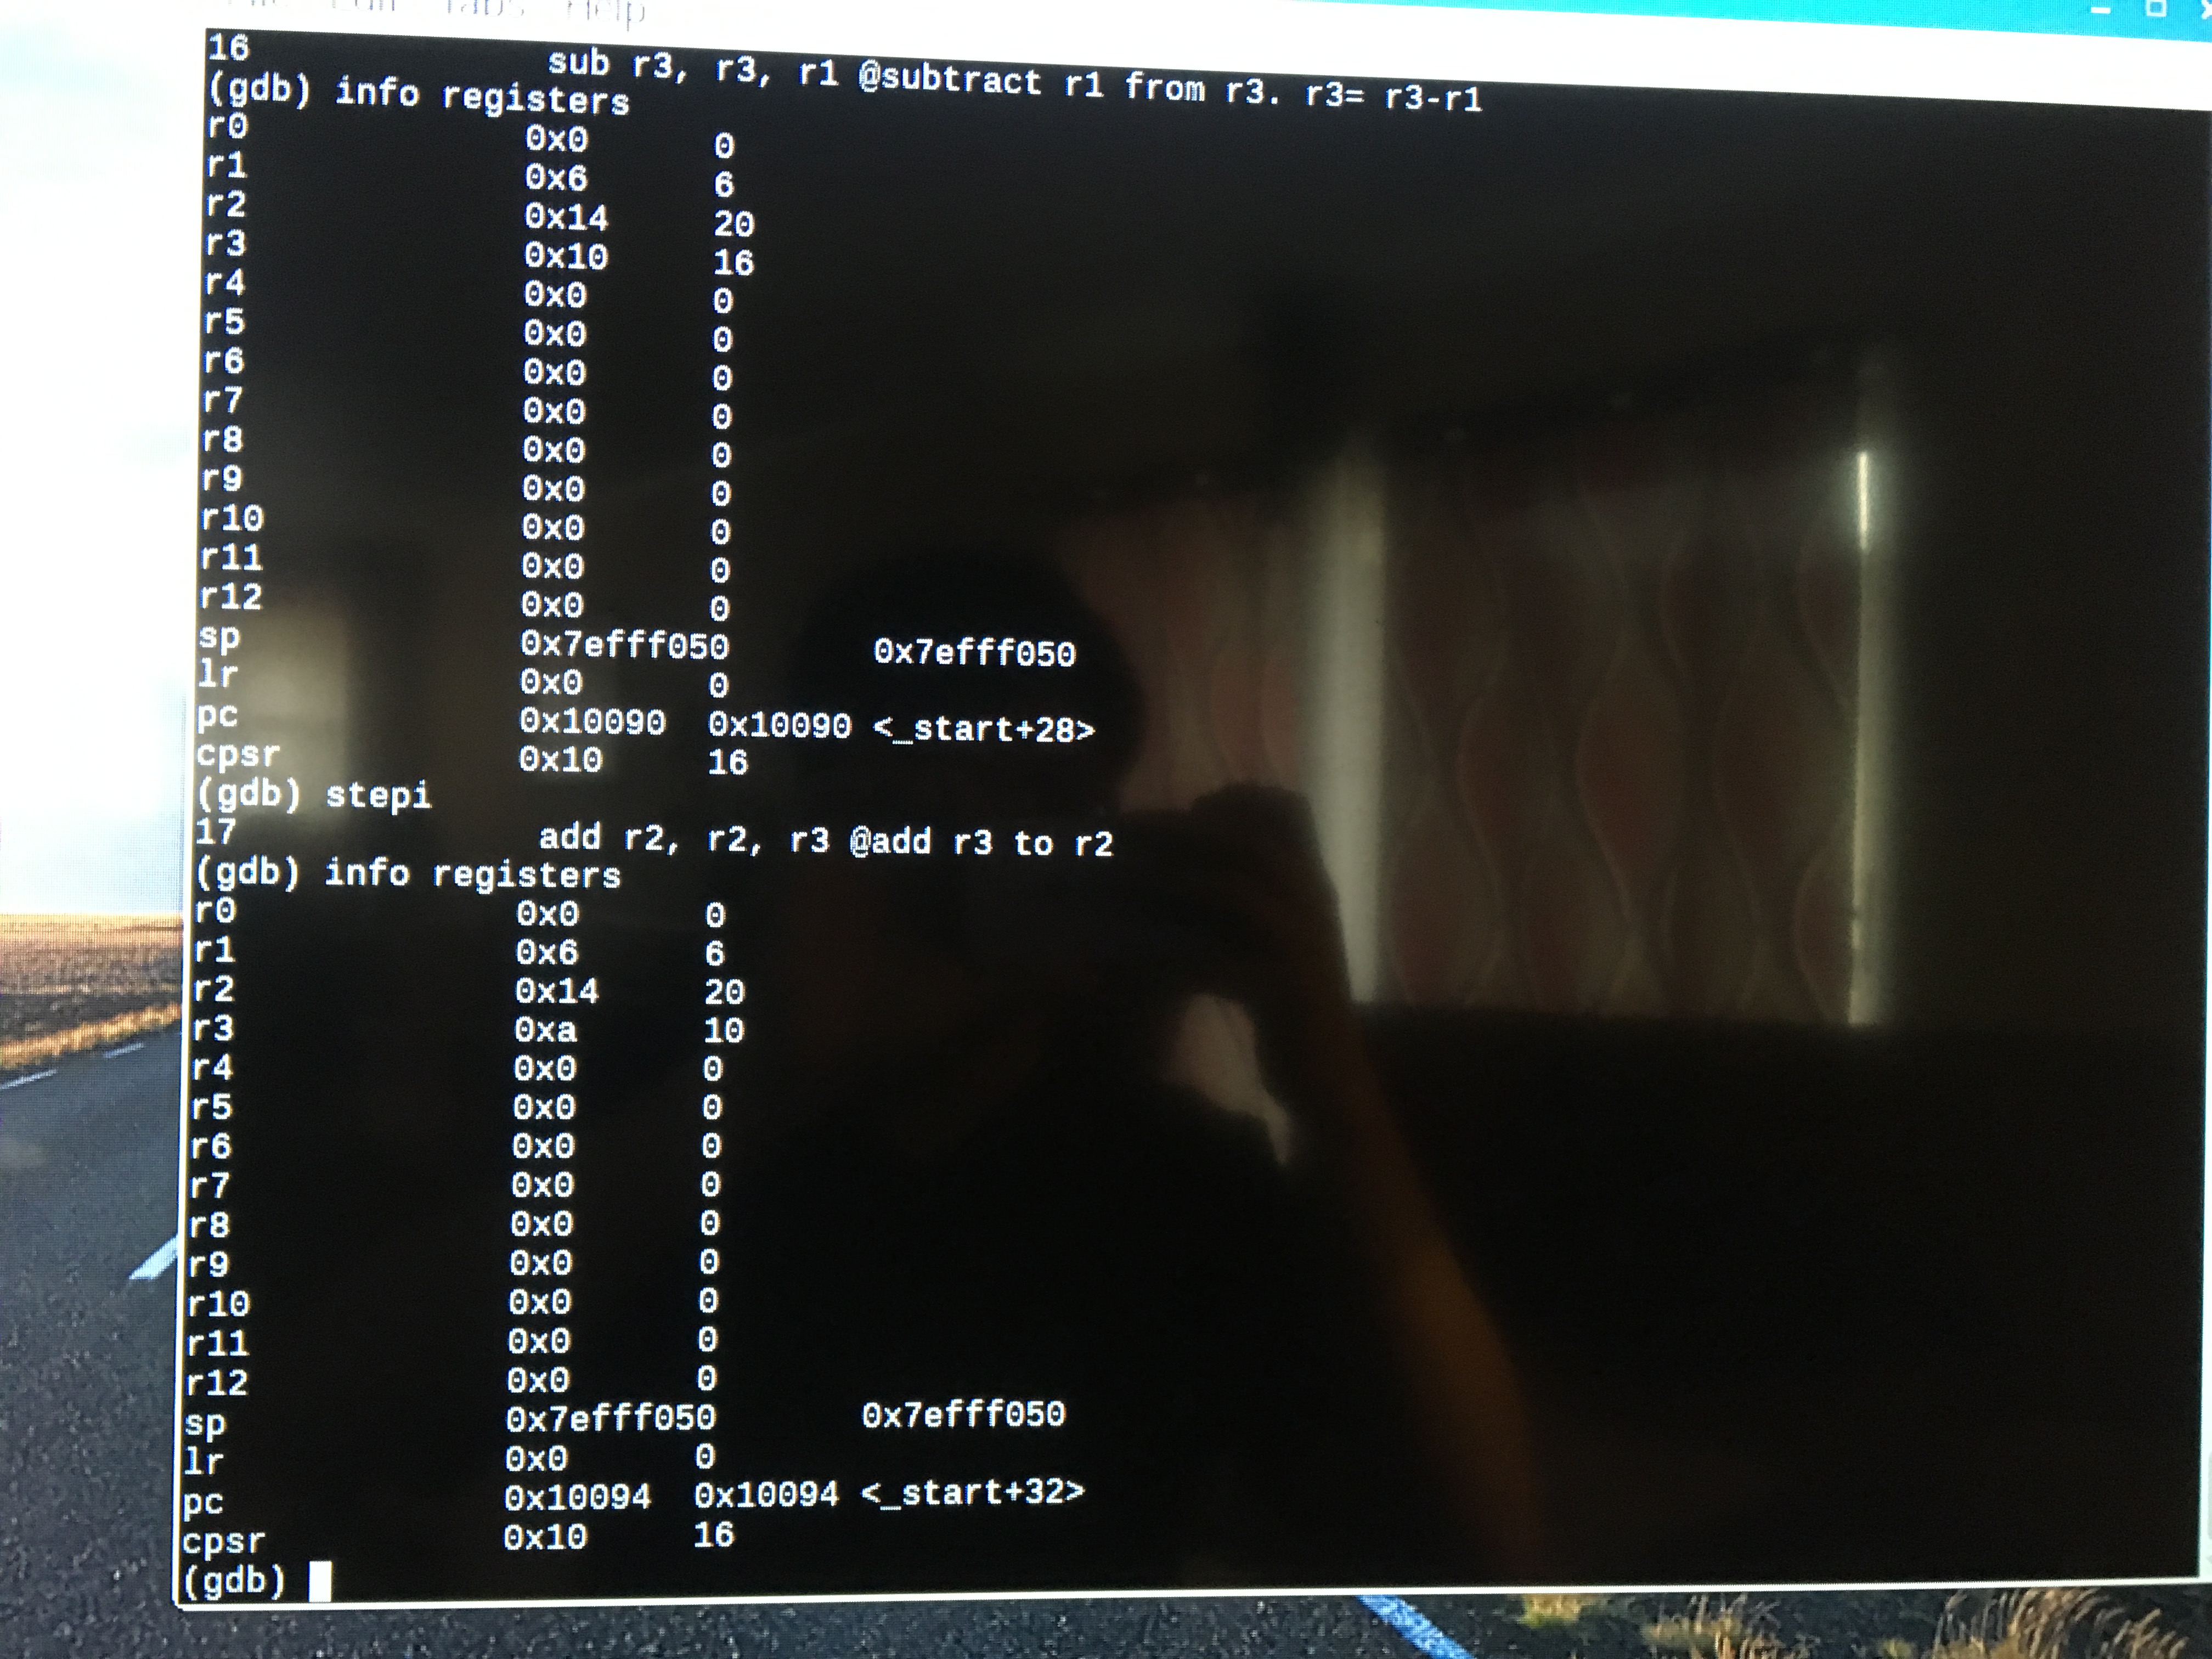 Edit Tabs Help
16 sub r3, r3, r1 @subtract r1 from r3. r3= r3-r1
(gdb) info registers
r0 0x0 0
r1 0x6 6
r2 0x14 20
r3 0x10 16
r4 0x0 0
r5 0x0 0
r6 0x0 0
r7 0x0 0
r8 0x0 0
r9 0x0 0
r10 0x0 0
r11 0x0 0
r12 0x0 0
sp 0x7efff050 0x7efff050
lr 0x0 0
pc 0x10090 0x10090 <_start+28>
cpsr 0x10 16
(gdb) stepi
17 add r2, r2, r3 @add r3 to r2
(gdb) info registers
r0 0x0 0
r1 0x6 6
r2 0x14 20
r3 0xa 10
r4 0x0 0
r5 0x0 0
r6 0x0 0
r7 0x0 0
r8 0x0 0
r9 0x0 0
r10 0x0 0
r11 0x0 0
r12 0x0 0
sp 0x7efff050 0x7efff050
lr 0x0 0
pc 0x10094 0x10094 <_start+32>
cpsr 0x10 16
(gdb)